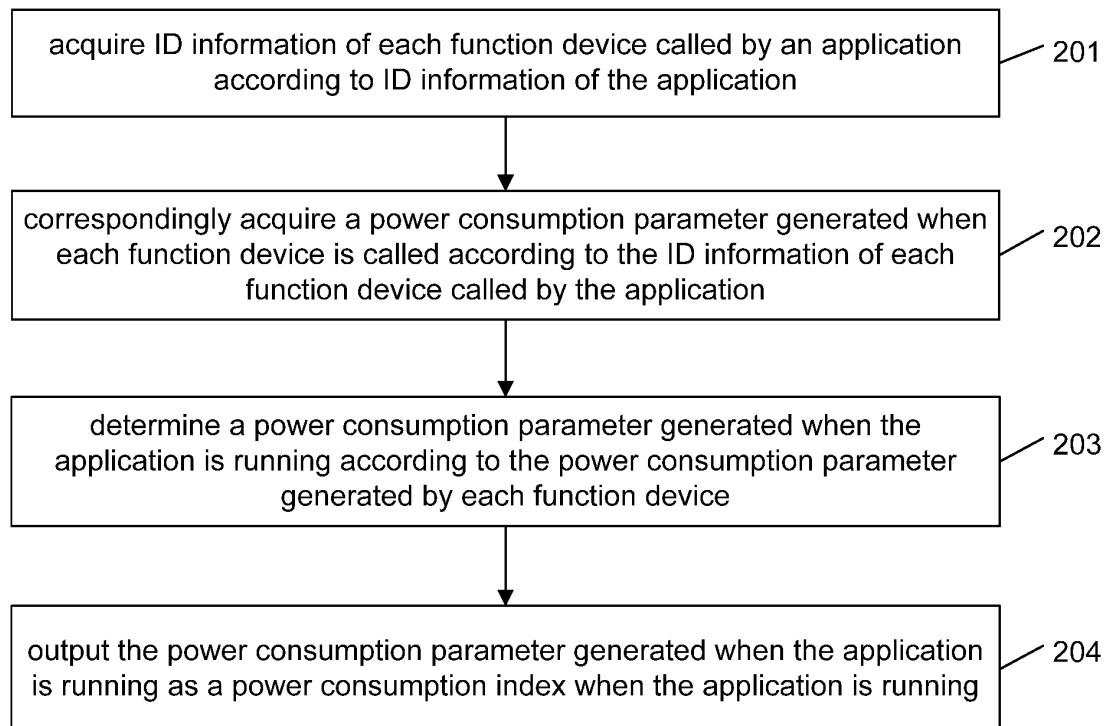 acquire ID information of each function device called by an application
according to ID information of the application
201
correspondingly acquire a power consumption parameter generated when
each function device is called according to the ID information of each
function device called by the application
202
determine a power consumption parameter generated when the
application is running according to the power consumption parameter
generated by each function device
203
output the power consumption parameter generated when the application
is running as a power consumption index when the application is running
204